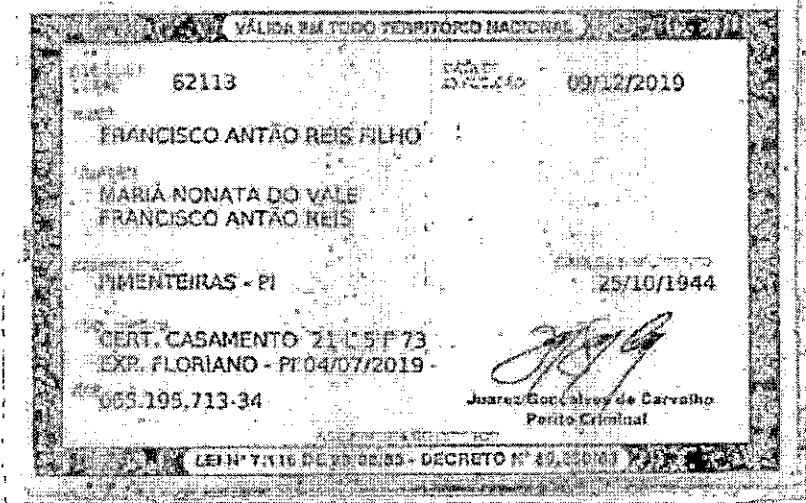 VÁLIDA EM TODO TERRITÓRIO NACIONAL
62113 09/12/2019
FRANCISCO ANTÃO REIS FILHO
MARIA NONATA DO VALE
FRANCISCO ANTÃO REIS
PIMENTEIRAS - PI 25/10/1944
CERT. CASAMENTO 21 L 5 F 73
EXP. FLORIANO - PI 04/07/2019
195.713-34
Juarez Gonçalves de Carvalho
Perito Criminal
LEI Nº 7.116 DE - DECRETO Nº